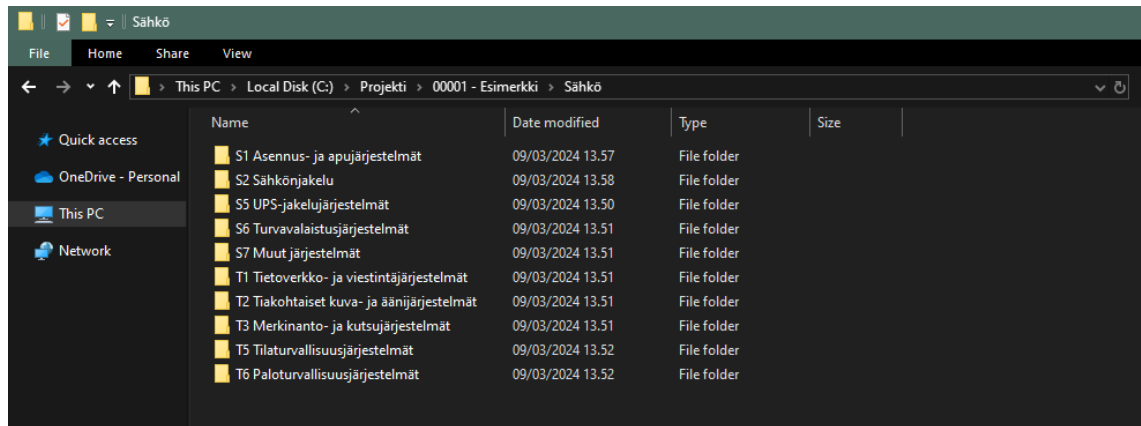 Sähkö
File Home Share View
This PC > Local Disk (C:) > Projekti > 00001 - Esimerkki > Sähkö
Quick access
OneDrive - Personal
This PC
Network
Name Date modified Type Size
S1 Asennus- ja apujärjestelmät 09/03/2024 13.57 File folder
S2 Sähkönjakelu 09/03/2024 13.58 File folder
S5 UPS-jakelujärjestelmät 09/03/2024 13.50 File folder
S6 Turvavalaistusjärjestelmät 09/03/2024 13.51 File folder
S7 Muut järjestelmät 09/03/2024 13.51 File folder
T1 Tietoverkko- ja viestintäjärjestelmät 09/03/2024 13.51 File folder
T2 Tiakohtaiset kuva- ja äänijärjestelmät 09/03/2024 13.51 File folder
T3 Merkinanto- ja kutsujärjestelmät 09/03/2024 13.51 File folder
T5 Tilaturvallisuusjärjestelmät 09/03/2024 13.52 File folder
T6 Paloturvallisuusjärjestelmät 09/03/2024 13.52 File folder